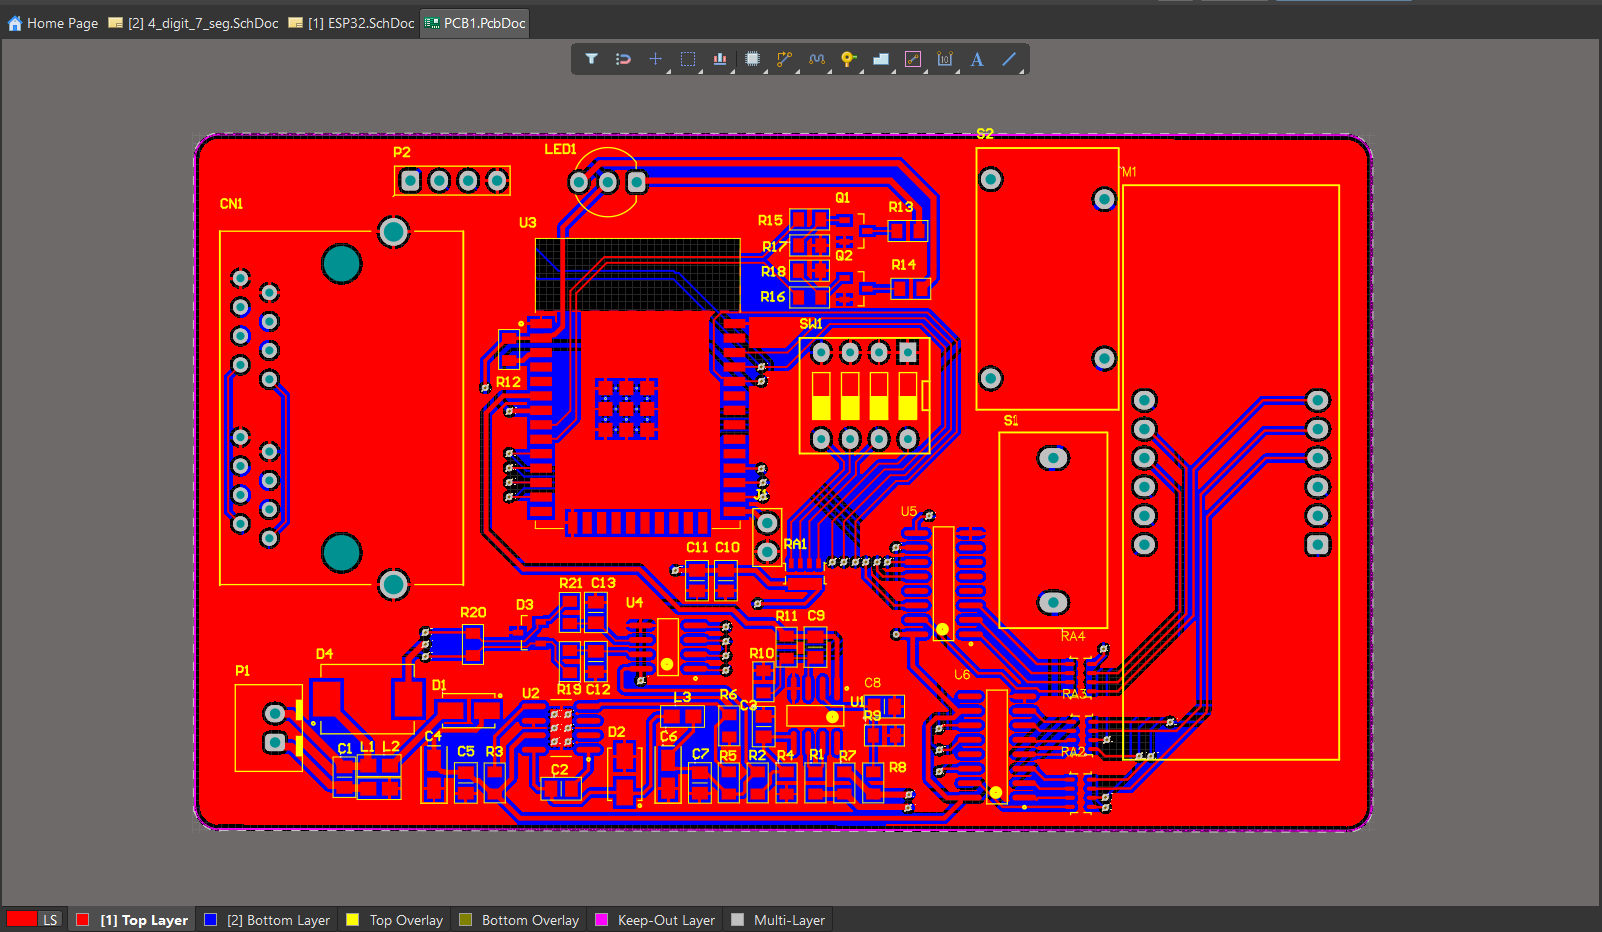 Home Page [2] 4_digit_7_seg.SchDoc [1] ESP32.SchDoc PCB1.PcbDoc
10 A
S2
P2 LED1
M1
CN1 Q1
R13
U3 R15
R17
Q2
R14
R18
R16
SW1
R12
S1
J1
U5
RA1
C11 C10
R21 C13
D3 U4
R20 R11 C9
RA4
D4 R10
P1 U6
D1 U2 R19 C12 L3 R6 C8
C3 U1 RA3
R9
C4 D2 C6
C1 L1 L2 C5 R3 C7 R5 R2 R4 R1 R7 RA2
C2 R8
LS [1] Top Layer [2] Bottom Layer Top Overlay Bottom Overlay Keep-Out Layer Multi-Layer